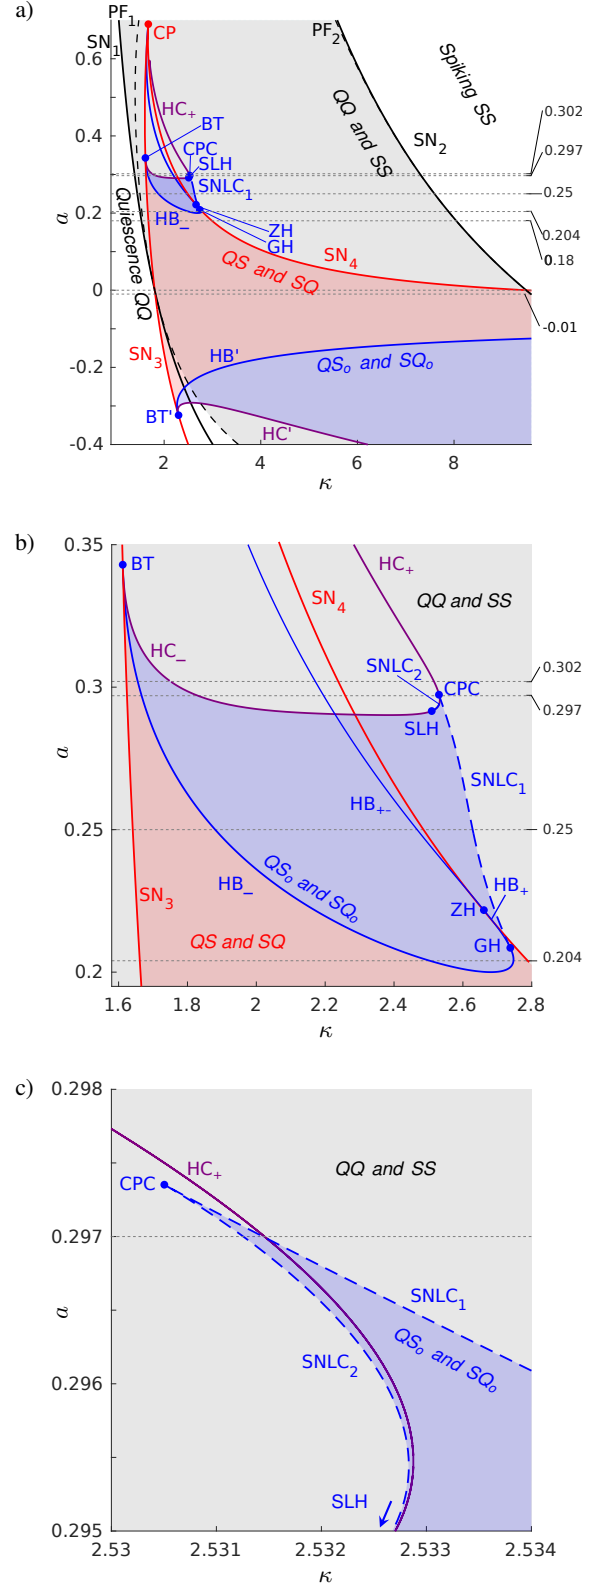 a)
PF₁
SN₁
CP
PF₂
Spiking SS
0.6
HC₊
QQ and SS
0.302
BT
CPC
SN₂
0.4
SLH
0.297
SNLC₁
0.25
a
0.2
Quiescence QQ
HB₋
ZH
0.204
GH
0.18
QS and SQ
SN₄
0
-0.01
SN₃
HB'
QSₒ and SQₒ
-0.2
BT'
HC'
-0.4
2
4
6
8
κ
b)
0.35
BT
HC₊
SN₄
QQ and SS
HC₋
SNLC₂
0.302
0.3
CPC
0.297
SLH
a
SNLC₁
HB₊₋
0.25
0.25
QSₒ and SQₒ
HB₋
HB₊
SN₃
ZH
QS and SQ
GH
0.204
0.2
1.6
1.8
2
2.2
2.4
2.6
2.8
κ
c)
0.298
HC₊
QQ and SS
CPC
0.297
a
SNLC₁
SNLC₂
QSₒ and SQₒ
0.296
SLH
0.295
2.53
2.531
2.532
2.533
2.534
κ